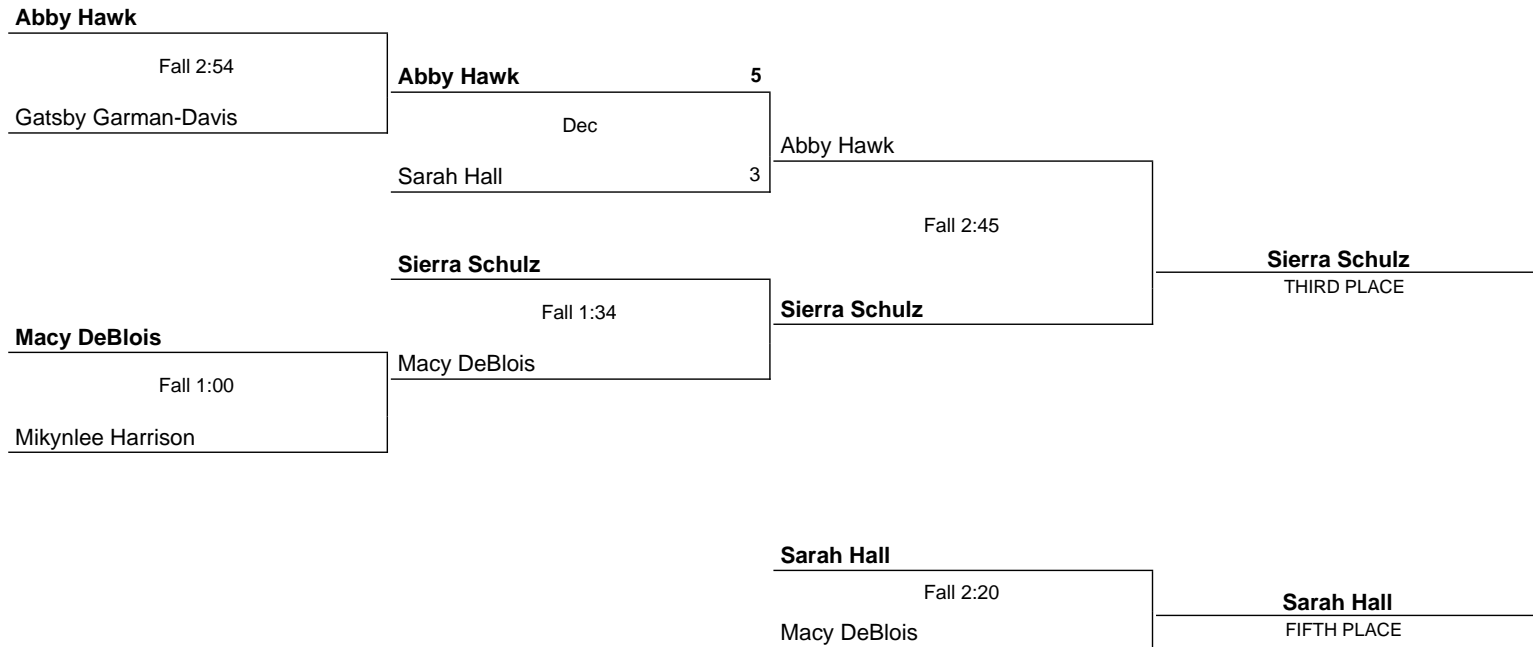 Abby Hawk
Fall 2:54
Gatsby Garman-Davis
Abby Hawk 5
Dec
Sarah Hall 3
Abby Hawk
Fall 2:45
Sierra Schulz
THIRD PLACE
Sierra Schulz
Fall 1:34
Sierra Schulz
Macy DeBlois
Macy DeBlois
Fall 1:00
Mikynlee Harrison
Sarah Hall
Fall 2:20
Sarah Hall
FIFTH PLACE
Macy DeBlois